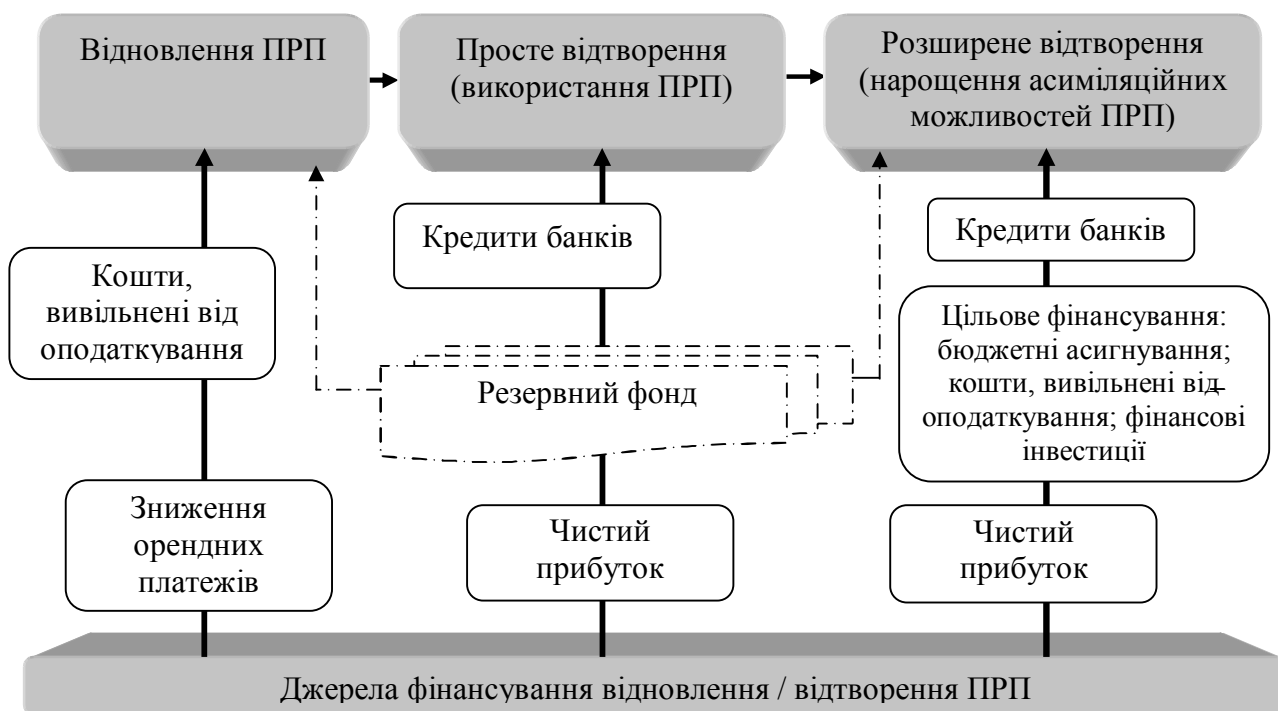 Відновлення ПРП
Просте відтворення
(використання ПРП)
Розширене відтворення
(нарощення асиміляційних
можливостей ПРП)
Кошти,
вивільнені від
оподаткування
Кредити банків
Кредити банків
Цільове фінансування:
бюджетні асигнування;
кошти, вивільнені від
оподаткування; фінансові
інвестиції
Резервний фонд
Зниження
орендних
платежів
Чистий
прибуток
Чистий
прибуток
Джерела фінансування відновлення / відтворення ПРП